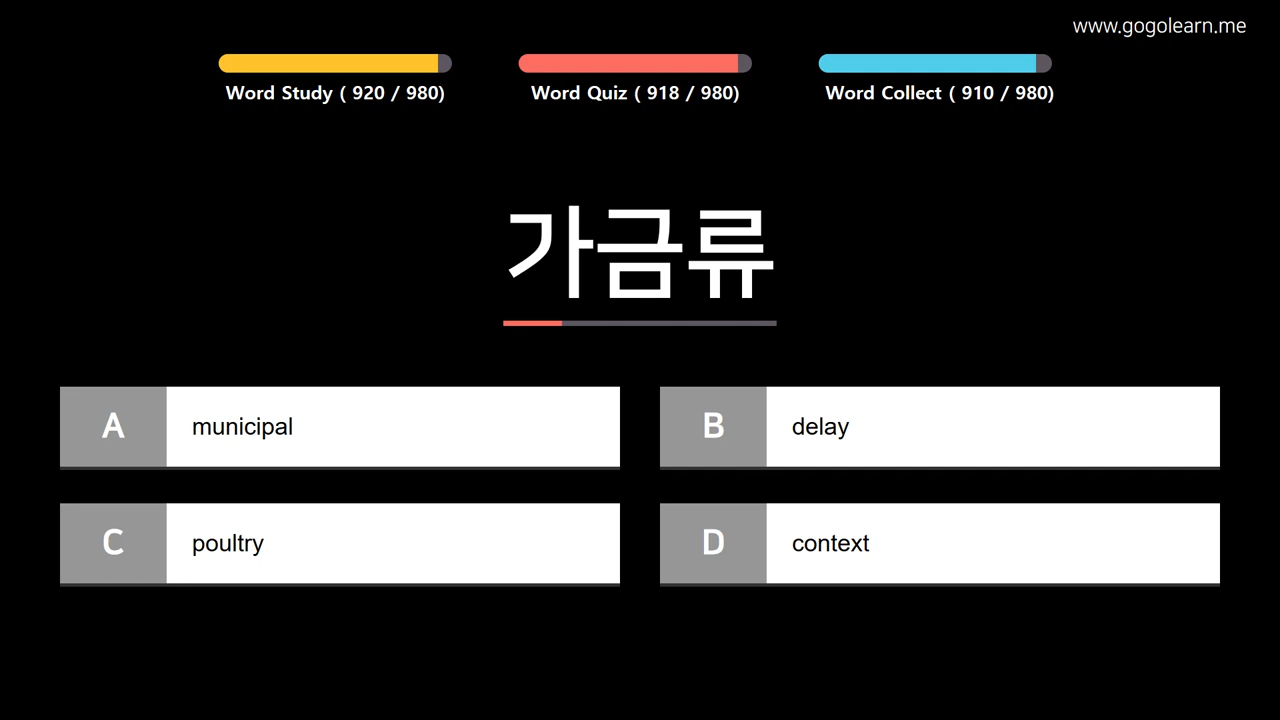 www.gogolearn.me
Word Study ( 920 / 980)
Word Quiz ( 918 / 980)
Word Collect ( 910 / 980)
가금류
A municipal
B delay
C poultry
D context